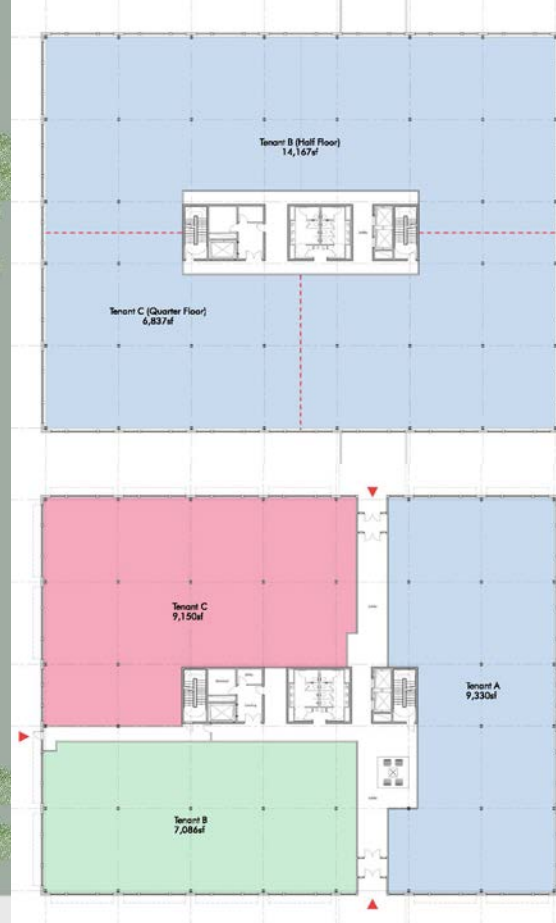 Tenant B (Half Floor)
14,167sf
Tenant C (Quarter Floor)
6,837sf
Tenant C
9,150sf
Tenant A
9,330sf
Tenant B
7,086sf